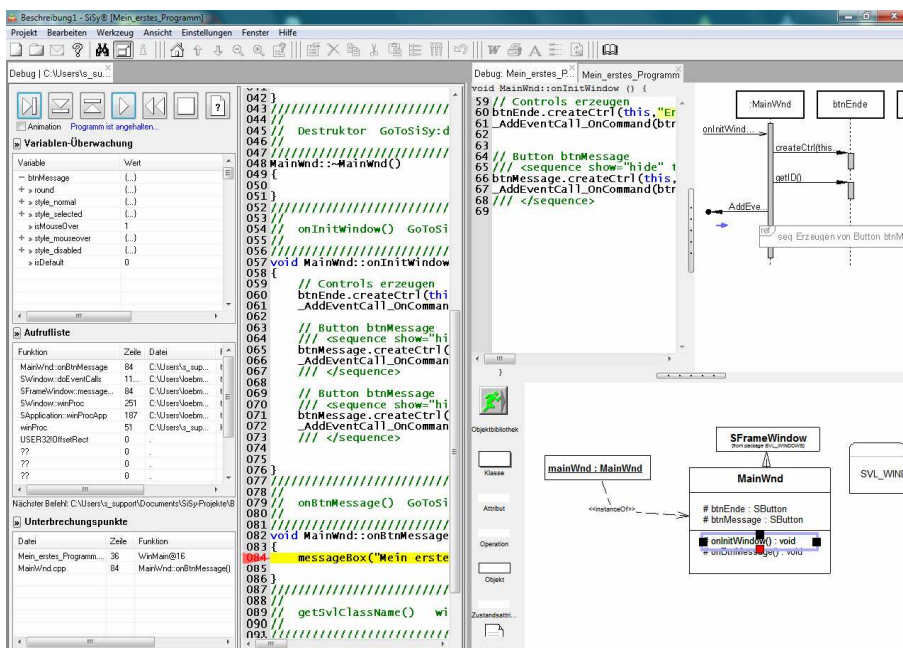 Beschreibung1 - SiSy® [Mein_erstes_Programm]
Projekt Bearbeiten Werkzeug Ansicht Einstellungen Fenster Hilfe
Debug | C:\Users\s_su...
Animation Programm ist angehalten...
Variablen-Überwachung
Variable Wert
btnMessage {...}
round {...}
style_normal {...}
style_selected {...}
isMouseOver 1
style_mouseover {...}
style_disabled {...}
isDefault 0
Aufrufliste
Funktion Zeile Datei
MainWnd::onBtnMessage 84 C:\Users\s_sup...
SWindow::doEventCalls 11... C:\Users\loebm...
SFrameWindow::message... 84 C:\Users\loebm...
SWindow::winProc 251 C:\Users\loebm...
SApplication::winProcApp 187 C:\Users\loebm...
winProc 51 C:\Users\s_sup...
USER32!OffsetRect 0 .
?? 0 .
?? 0 .
?? 0 .
Nächster Befehl: C:\Users\s_support\Documents\SiSy-Projekte\B
Unterbrechungspunkte
Datei Zeile Funktion
Mein_erstes_Programm.... 36 WinMain@16
MainWnd.cpp 84 MainWnd::onBtnMessage()
042 }
043 ////////////////////////
044 //
045 // Destruktor GoToSiSy:d
046 //
047 ////////////////////////
048 MainWnd::~MainWnd()
049 {
050
051 }
052 ////////////////////////
053 //
054 // onInitWindow() GoToSi
055 //
056 ////////////////////////
057 void MainWnd::onInitWindow
058 {
059 // Controls erzeugen
060 btnEnde.createCtrl(thi
061 _AddEventCall_OnComman
062
063 // Button btnMessage
064 /// <sequence show="hi
065 btnMessage.createCtrl(
066 _AddEventCall_OnComman
067 /// </sequence>
068
069 // Button btnMessage
070 /// <sequence show="hi
071 btnMessage.createCtrl(
072 _AddEventCall_OnComman
073 /// </sequence>
074
075
076 }
077 ////////////////////////
078 //
079 // onBtnMessage() GoToSi
080 //
081 ////////////////////////
082 void MainWnd::onBtnMessage
083 {
084 messageBox("Mein erste
085
086 }
087 ////////////////////////
088 //
089 // getSvlClassName() wi
090 //
091 ////////////////////////
Debug: Mein_erstes_P... Mein_erstes_Programm
void MainWnd::onInitWindow () {
59 // Controls erzeugen
60 btnEnde.createCtrl(this,"Er
61 _AddEventCall_OnCommand(btr
62
63
64 // Button btnMessage
65 /// <sequence show="hide" t
66 btnMessage.createCtrl(this,
67 _AddEventCall_OnCommand(btr
68 /// </sequence>
69
}
:MainWnd btnEnde
onInitWind...
createCtrl(this...
getID()
AddEve...
ref seq Erzeugen von Button btnM
Objektbibliothek
Klasse
Attribut
Operation
Objekt
Zustandsattri...
SFrameWindow
(from package SVL_WINDOWS)
mainWnd : MainWnd
<<instanceOf>>
MainWnd
# btnEnde : SButton
# btnMessage : SButton
# onInitWindow() : void
# onBtnMessage() : void
SVL_WIND